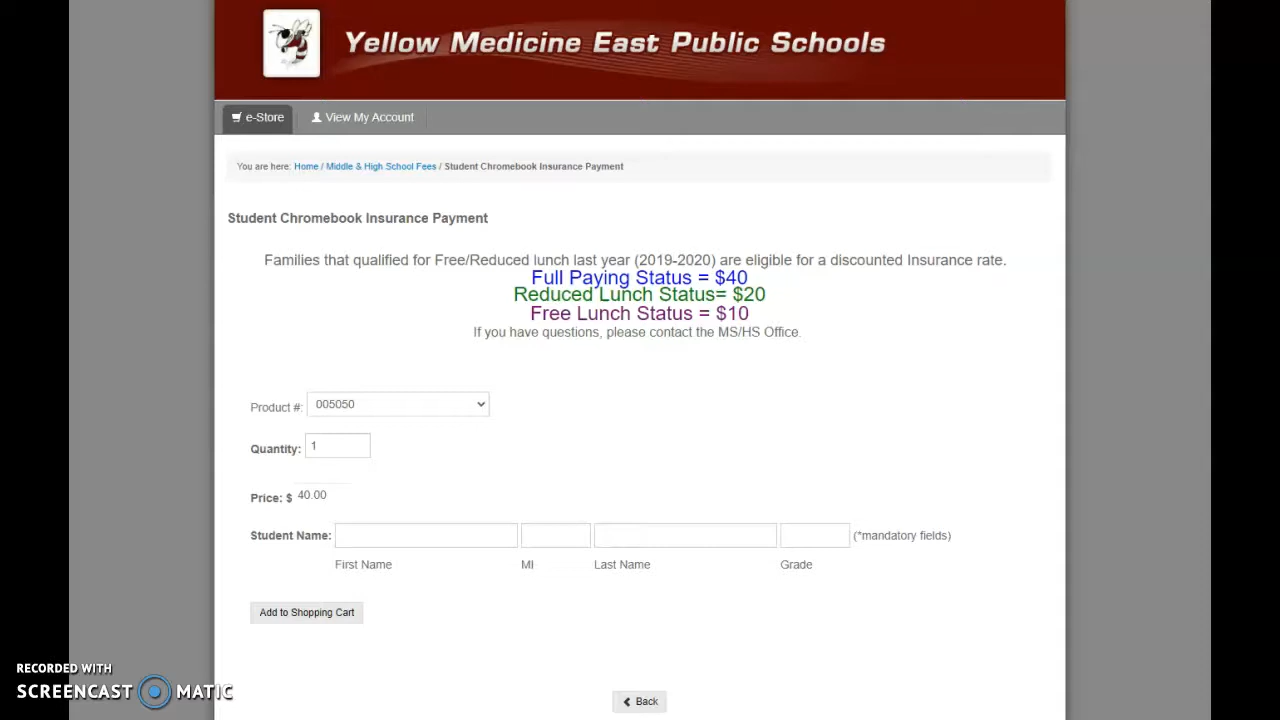 Yellow Medicine East Public Schools
e-Store View My Account
You are here: Home / Middle & High School Fees / Student Chromebook Insurance Payment
Student Chromebook Insurance Payment
Families that qualified for Free/Reduced lunch last year (2019-2020) are eligible for a discounted Insurance rate.
Full Paying Status = $40
Reduced Lunch Status= $20
Free Lunch Status = $10
If you have questions, please contact the MS/HS Office.
Product #: 005050
Quantity: 1
Price: $ 40.00
Student Name: (*mandatory fields)
First Name MI Last Name Grade
Add to Shopping Cart
Back
RECORDED WITH
SCREENCAST MATIC